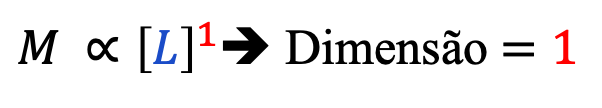 M ∝ [L]¹ ➔ Dimensão = 1